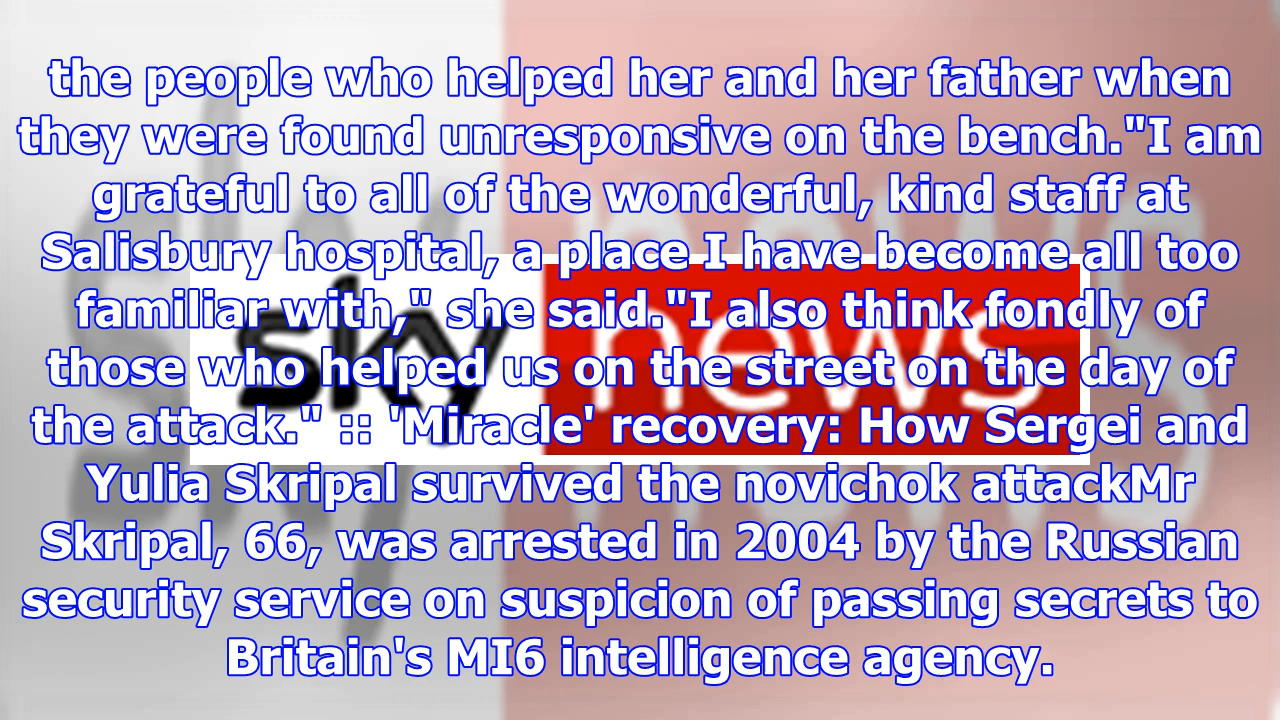 the people who helped her and her father when
they were found unresponsive on the bench."I am
grateful to all of the wonderful, kind staff at
Salisbury hospital, a place I have become all too
familiar with," she said."I also think fondly of
those who helped us on the street on the day of
the attack." :: 'Miracle' recovery: How Sergei and
Yulia Skripal survived the novichok attackMr
Skripal, 66, was arrested in 2004 by the Russian
security service on suspicion of passing secrets to
Britain's MI6 intelligence agency.
sky news